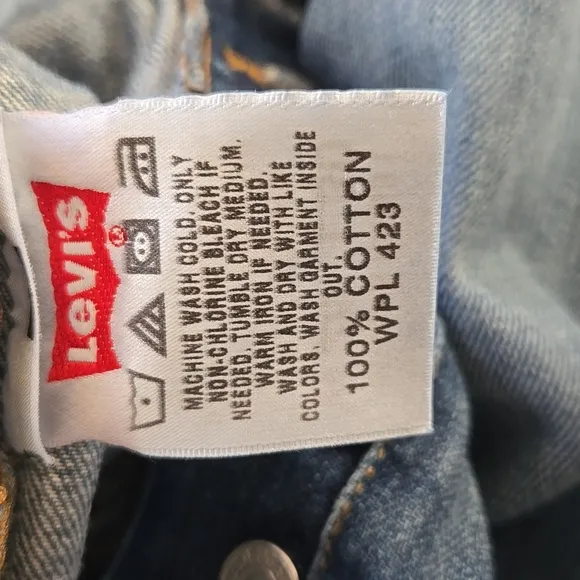 Levi's
MACHINE WASH COLD. ONLY
NON-CHLORINE BLEACH IF
NEEDED. TUMBLE DRY MEDIUM.
WARM IRON IF NEEDED.
WASH AND DRY WITH LIKE
COLORS. WASH GARMENT INSIDE
OUT.
100% COTTON
WPL 423